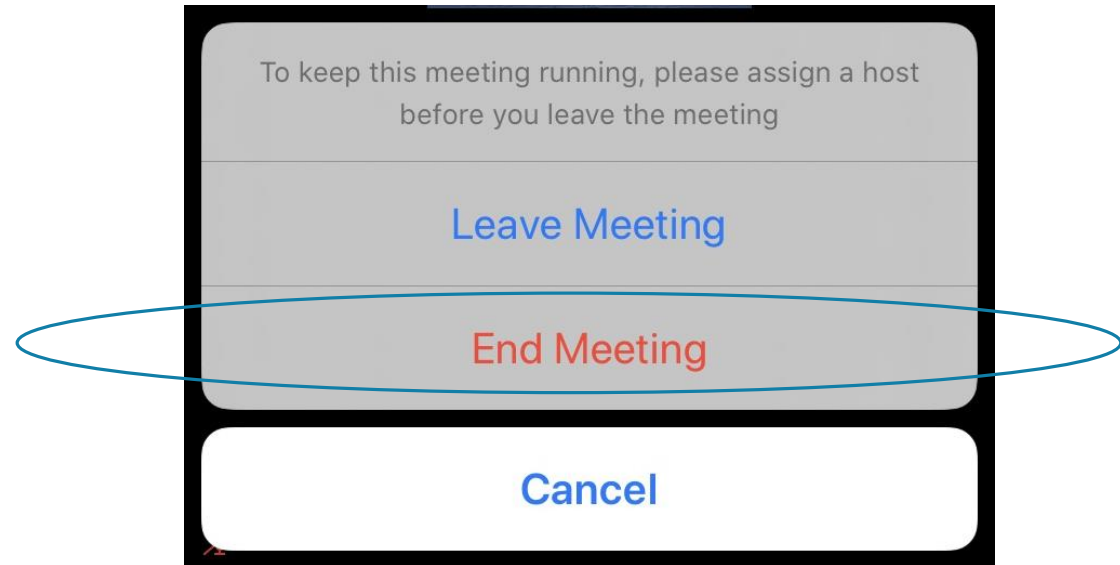 To keep this meeting running, please assign a host
before you leave the meeting
Leave Meeting
End Meeting
Cancel